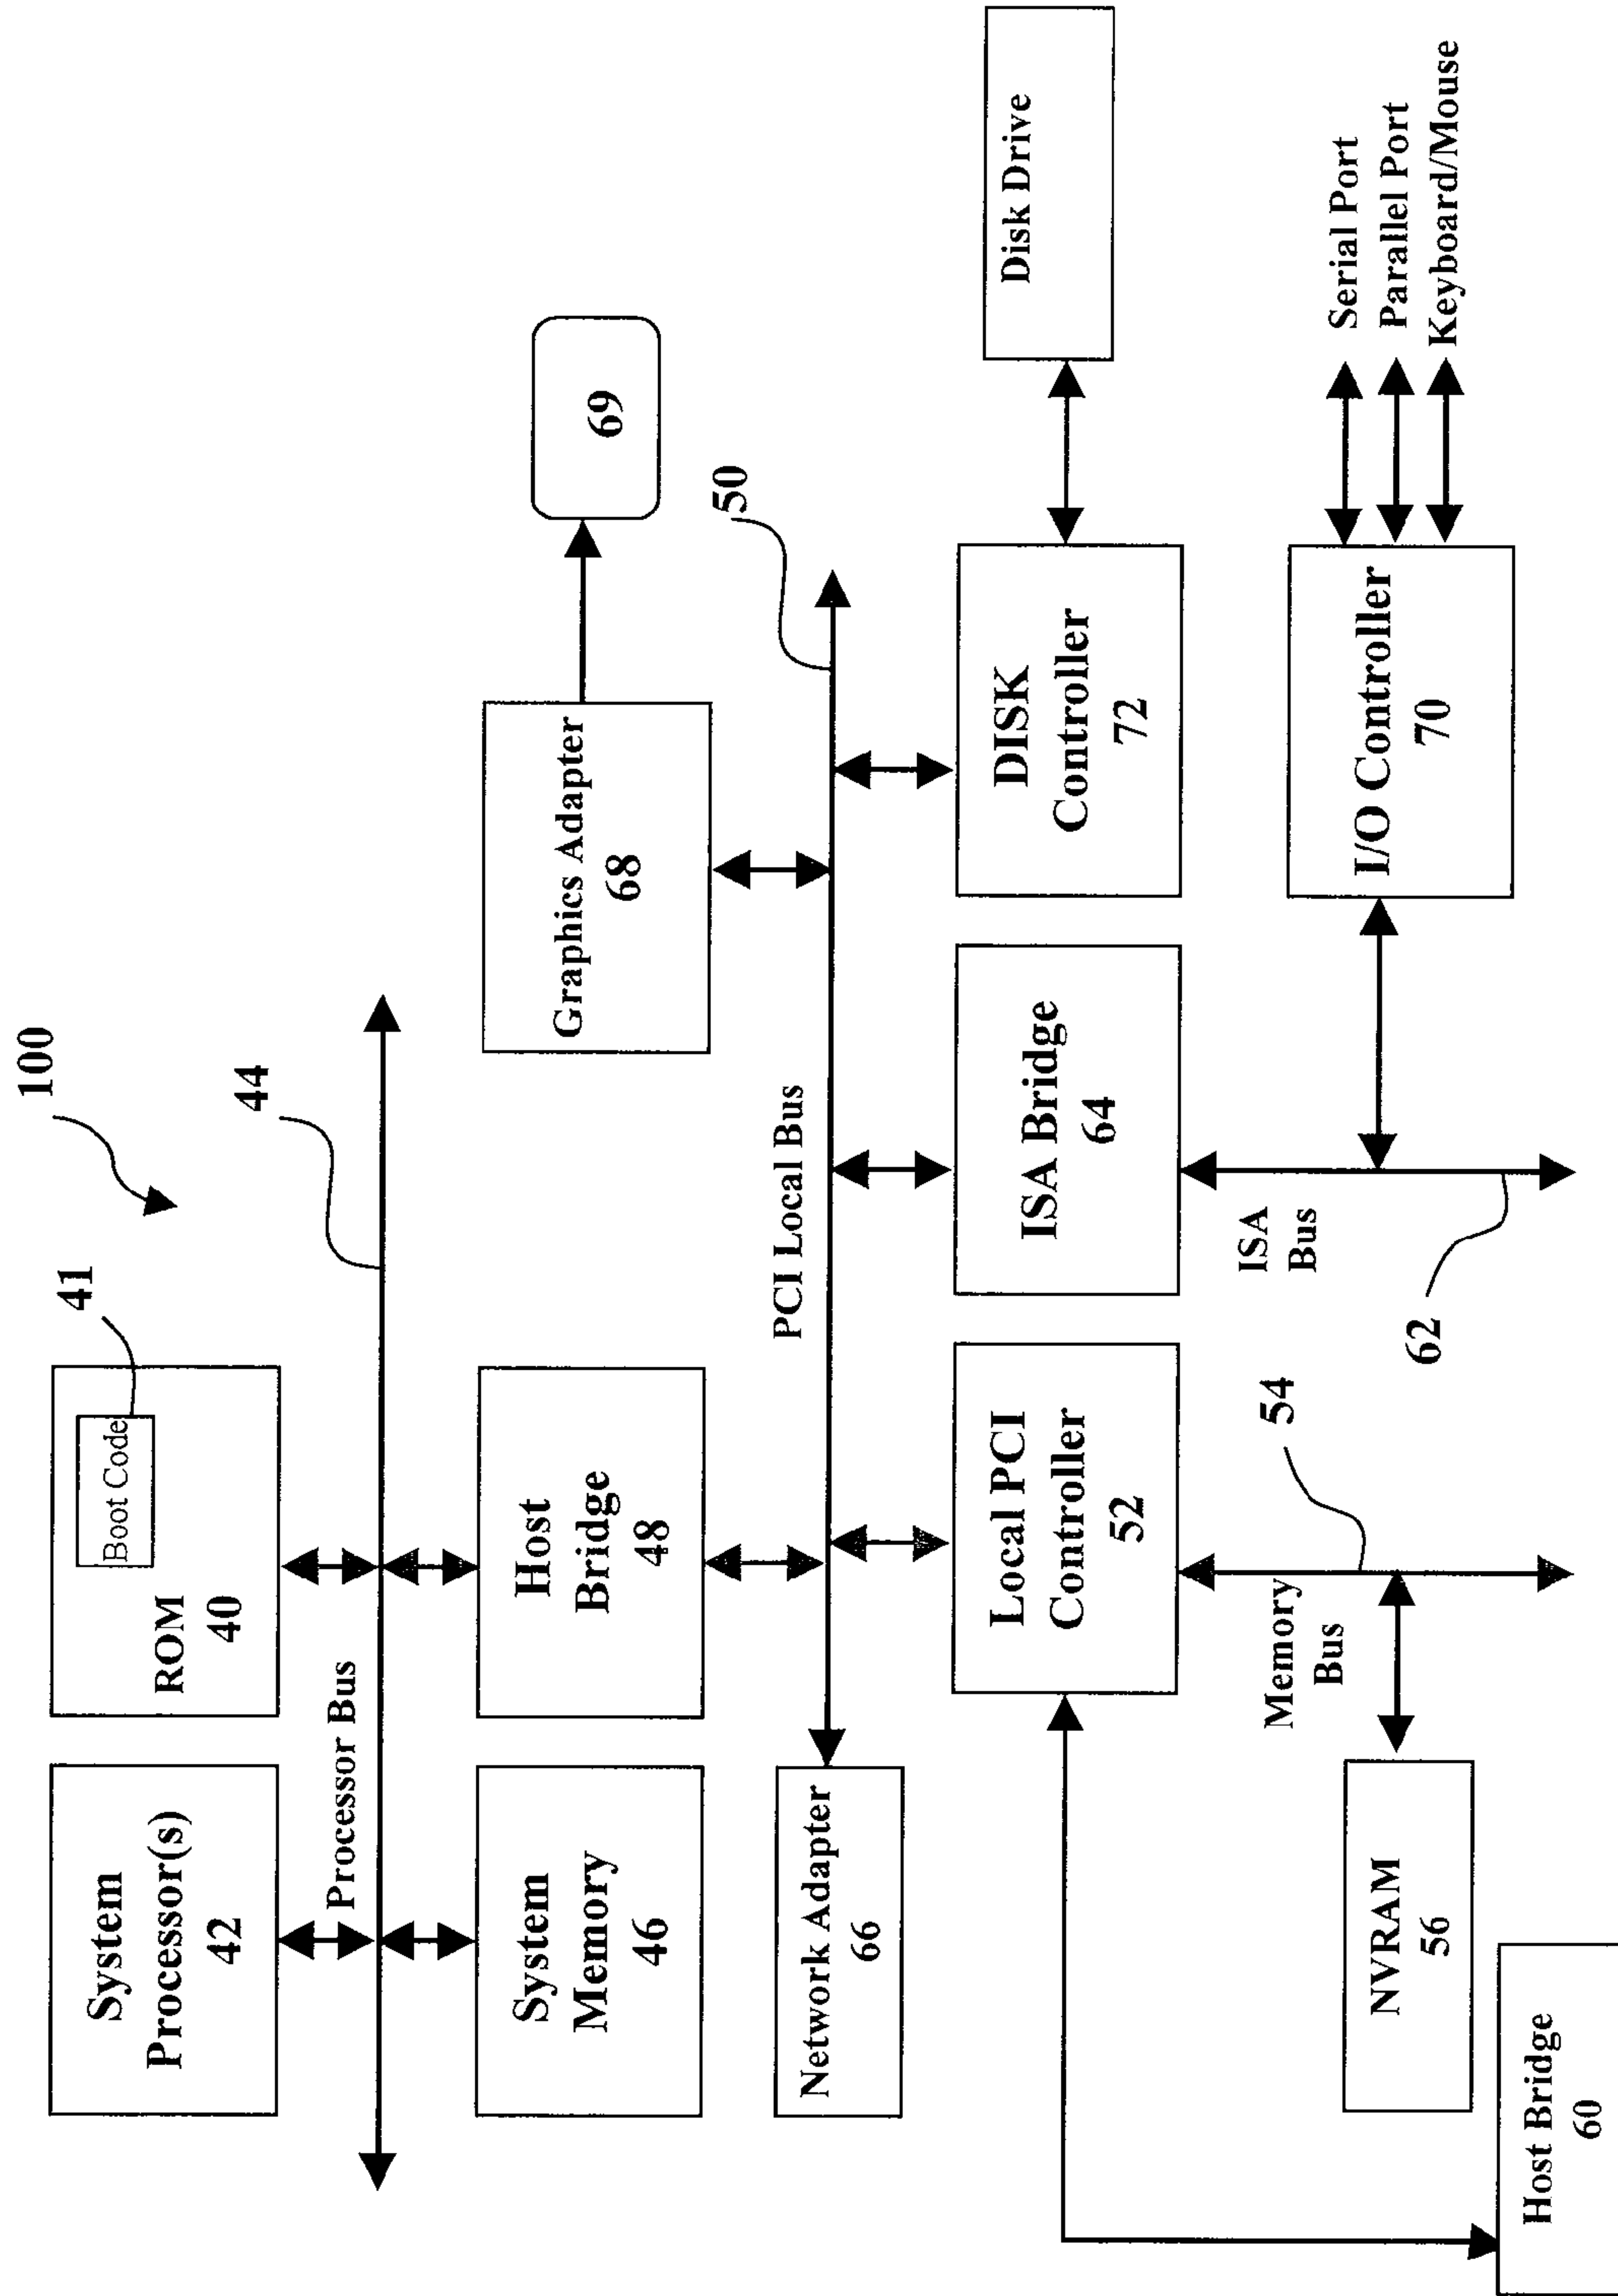 100
System
Processor(s)
42
ROM
40
Boot Code
41
Processor Bus
44
System
Memory
46
Host
Bridge
48
Graphics Adapter
68
69
Network Adapter
66
PCI Local Bus
50
Local PCI
Controller
52
ISA Bridge
64
DISK
Controller
72
Disk Drive
Memory
Bus
54
ISA
Bus
62
NVRAM
56
I/O Controller
70
Serial Port
Parallel Port
Keyboard/Mouse
Host Bridge
60